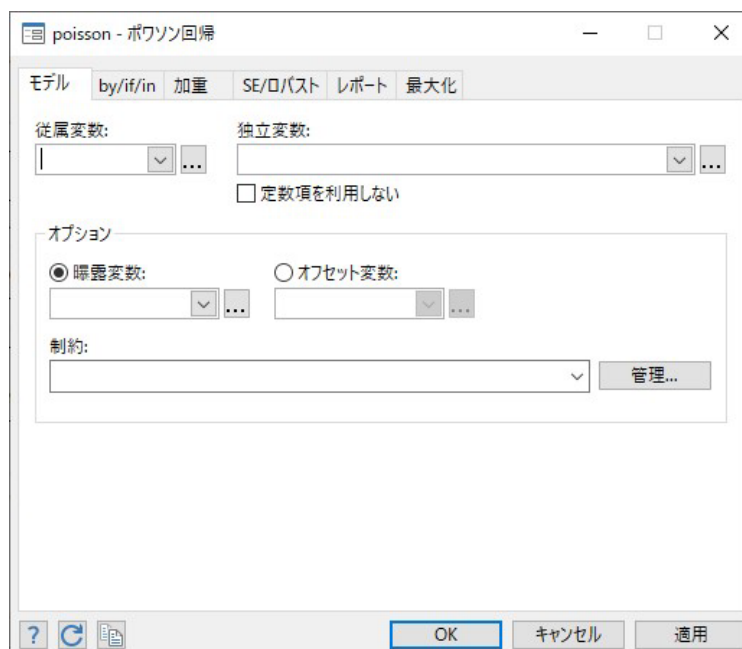 poisson - ポワソン回帰
モデル by/if/in 加重 SE/ロバスト レポート 最大化
従属変数: 独立変数:
... ...
定数項を利用しない
オプション
曝露変数: オフセット変数:
... ...
制約:
管理...
? OK キャンセル 適用